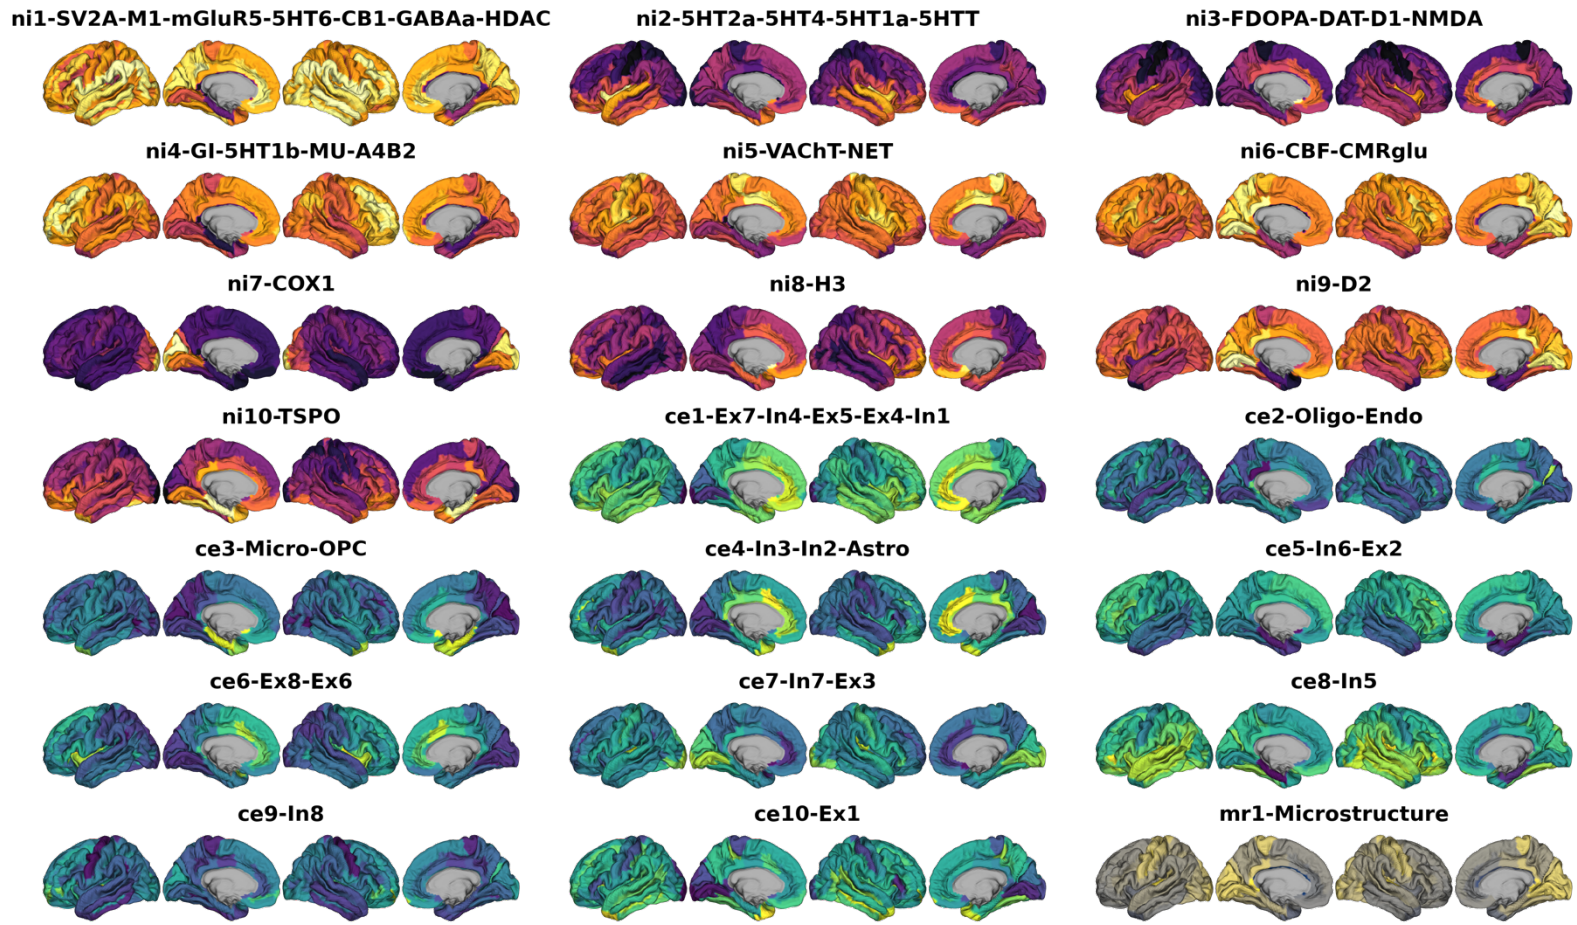 ni1-SV2A-M1-mGluR5-5HT6-CB1-GABAa-HDAC
ni2-5HT2a-5HT4-5HT1a-5HTT
ni3-FDOPA-DAT-D1-NMDA
ni4-GI-5HT1b-MU-A4B2
ni5-VAChT-NET
ni6-CBF-CMRglu
ni7-COX1
ni8-H3
ni9-D2
ni10-TSPO
ce1-Ex7-In4-Ex5-Ex4-In1
ce2-Oligo-Endo
ce3-Micro-OPC
ce4-In3-In2-Astro
ce5-In6-Ex2
ce6-Ex8-Ex6
ce7-In7-Ex3
ce8-In5
ce9-In8
ce10-Ex1
mr1-Microstructure